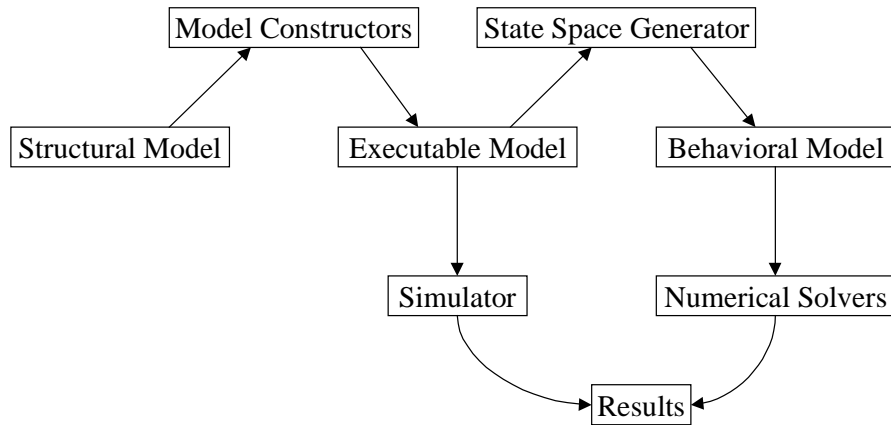 Model Constructors
State Space Generator
Structural Model
Executable Model
Behavioral Model
Simulator
Numerical Solvers
Results